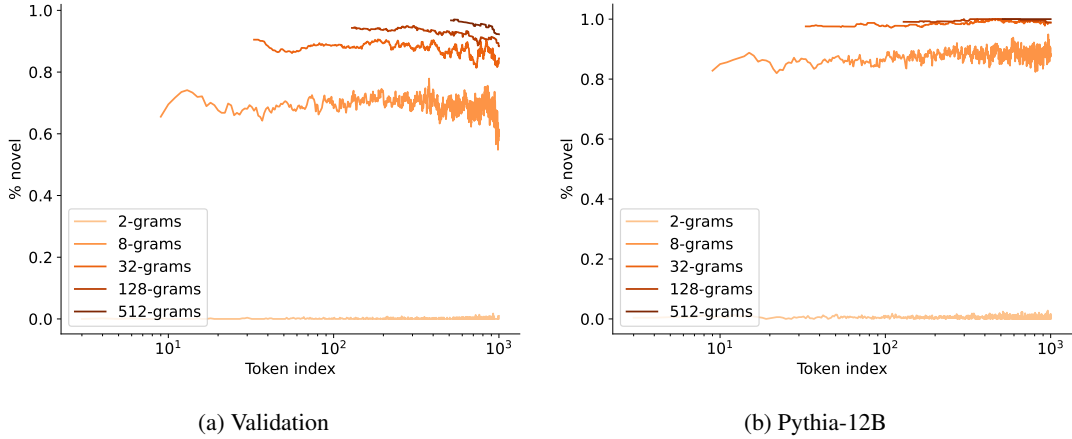 1.0
0.8
0.6
0.4
0.2
0.0
% novel
2-grams
8-grams
32-grams
128-grams
512-grams
10¹
10²
10³
Token index
(a) Validation
1.0
0.8
0.6
0.4
0.2
0.0
% novel
2-grams
8-grams
32-grams
128-grams
512-grams
10¹
10²
10³
Token index
(b) Pythia-12B